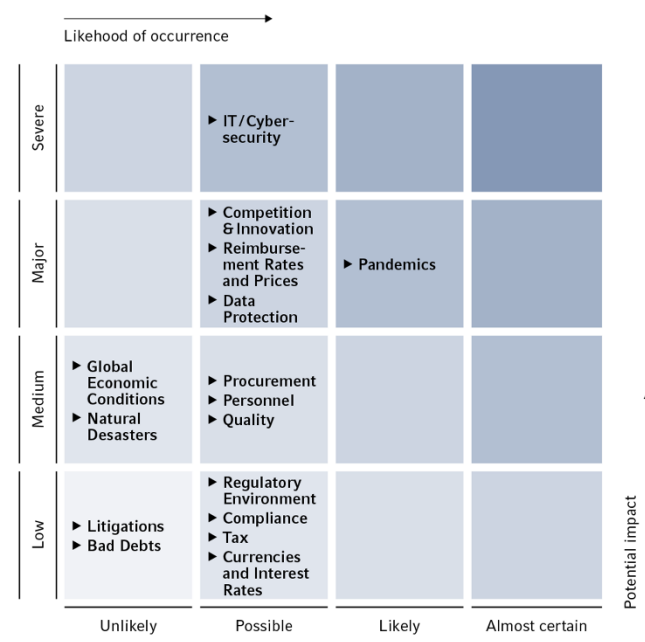 Likehood of occurrence
Severe
▶ IT/Cyber-
security
Major
▶ Competition
& Innovation
▶ Reimburse-
ment Rates
and Prices
▶ Data
Protection
▶ Pandemics
Medium
▶ Global
Economic
Conditions
▶ Natural
Desasters
▶ Procurement
▶ Personnel
▶ Quality
Low
▶ Litigations
▶ Bad Debts
▶ Regulatory
Environment
▶ Compliance
▶ Tax
▶ Currencies
and Interest
Rates
Potential impact
Unlikely
Possible
Likely
Almost certain